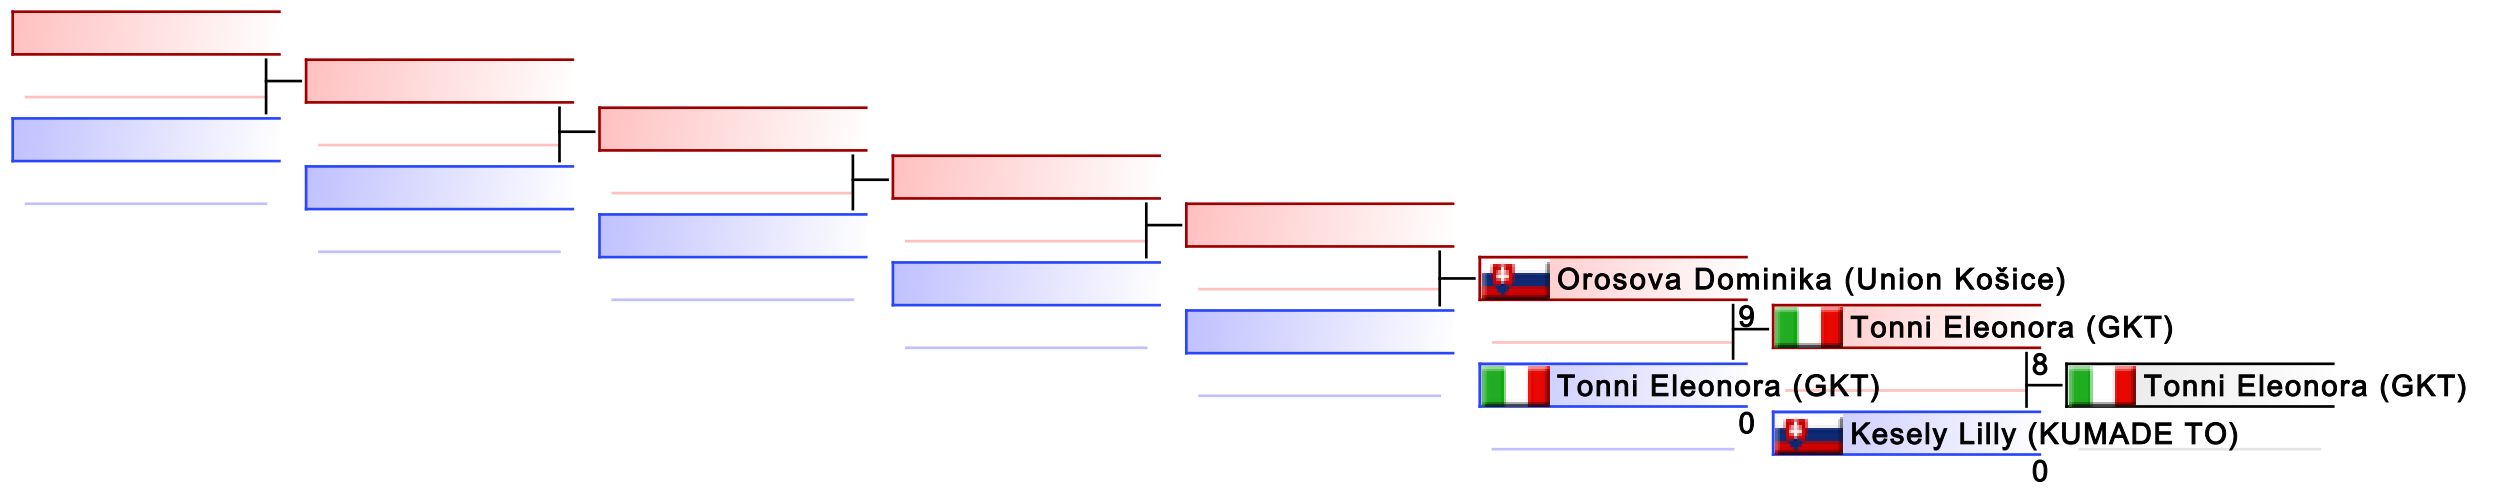 Orosova Dominika (Union Košice)
9
Tonni Eleonora (GKT)
0
Tonni Eleonora (GKT)
8
Kesely Lilly (KUMADE TO)
0
Tonni Eleonora (GKT)